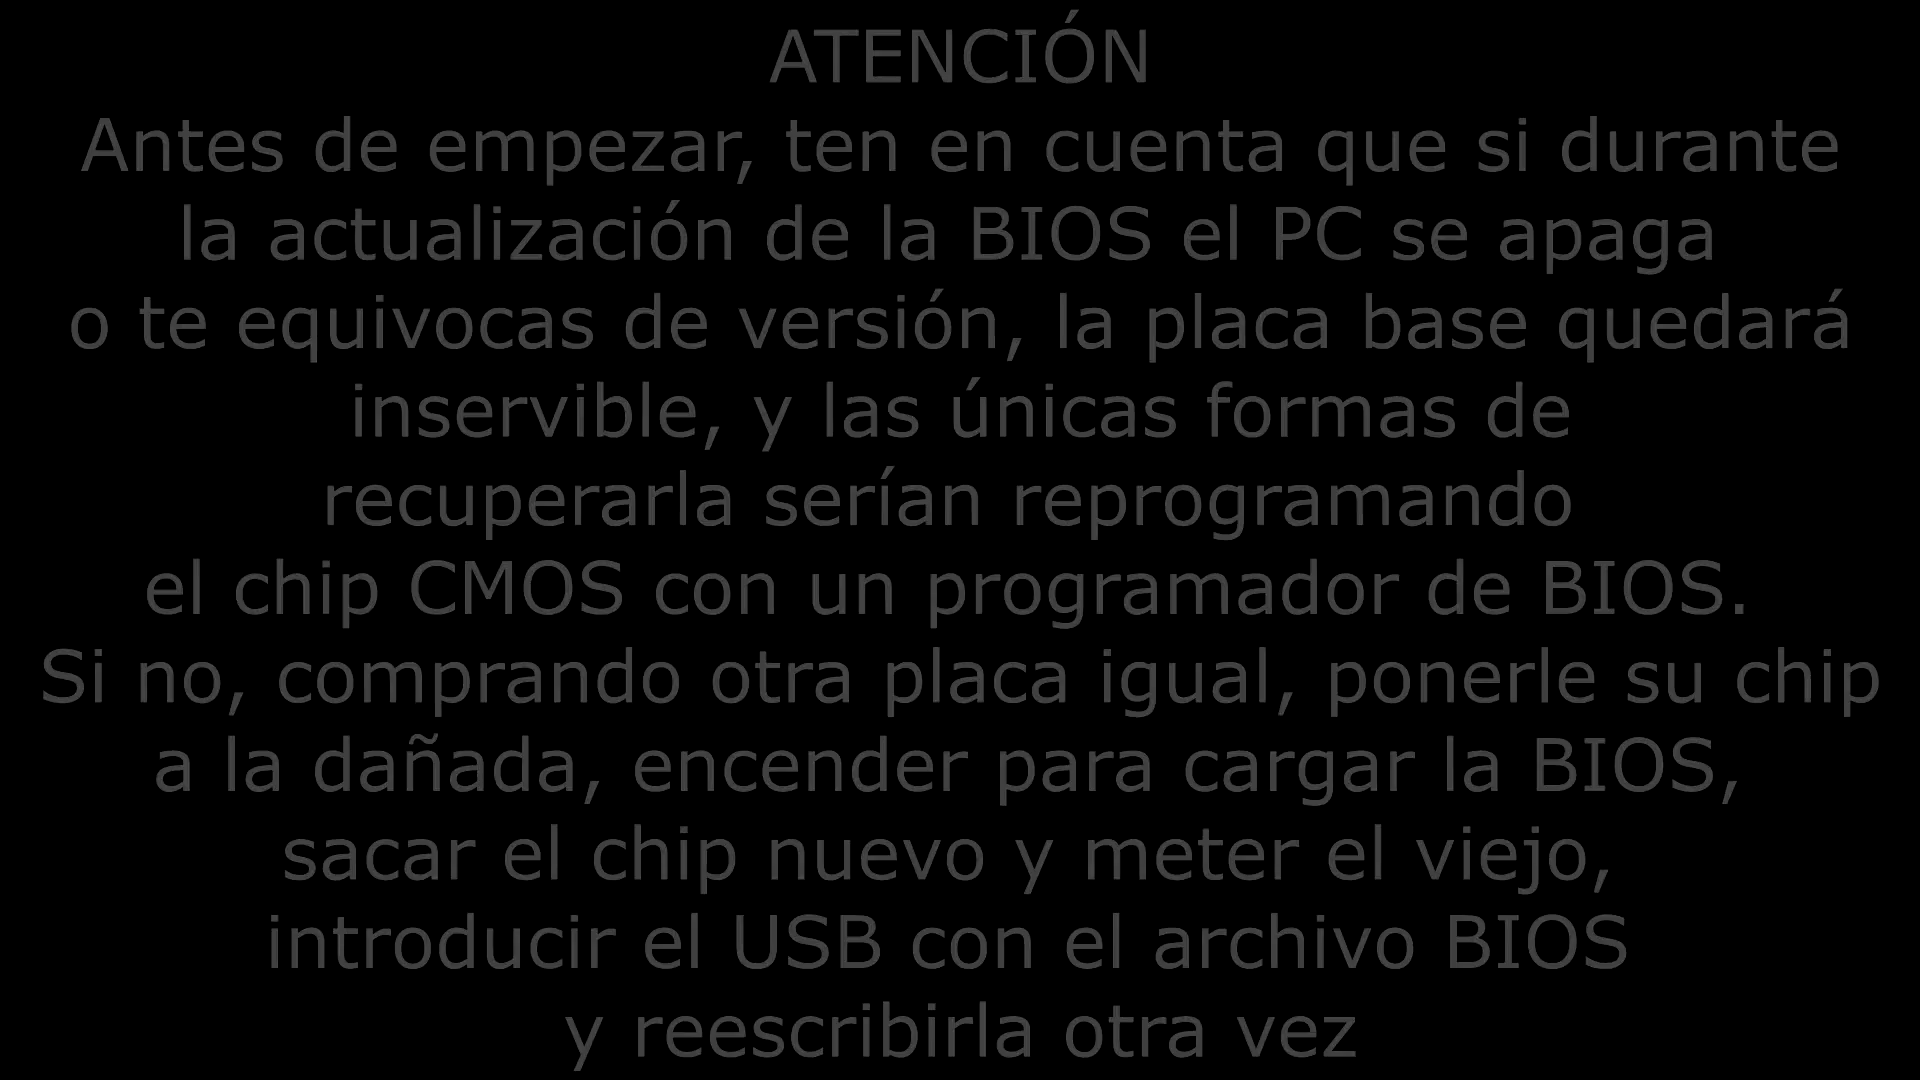 ATENCIÓN
Antes de empezar, ten en cuenta que si durante
la actualización de la BIOS el PC se apaga
o te equivocas de versión, la placa base quedará
inservible, y las únicas formas de
recuperarla serían reprogramando
el chip CMOS con un programador de BIOS.
Si no, comprando otra placa igual, ponerle su chip
a la dañada, encender para cargar la BIOS,
sacar el chip nuevo y meter el viejo,
introducir el USB con el archivo BIOS
y reescribirla otra vez